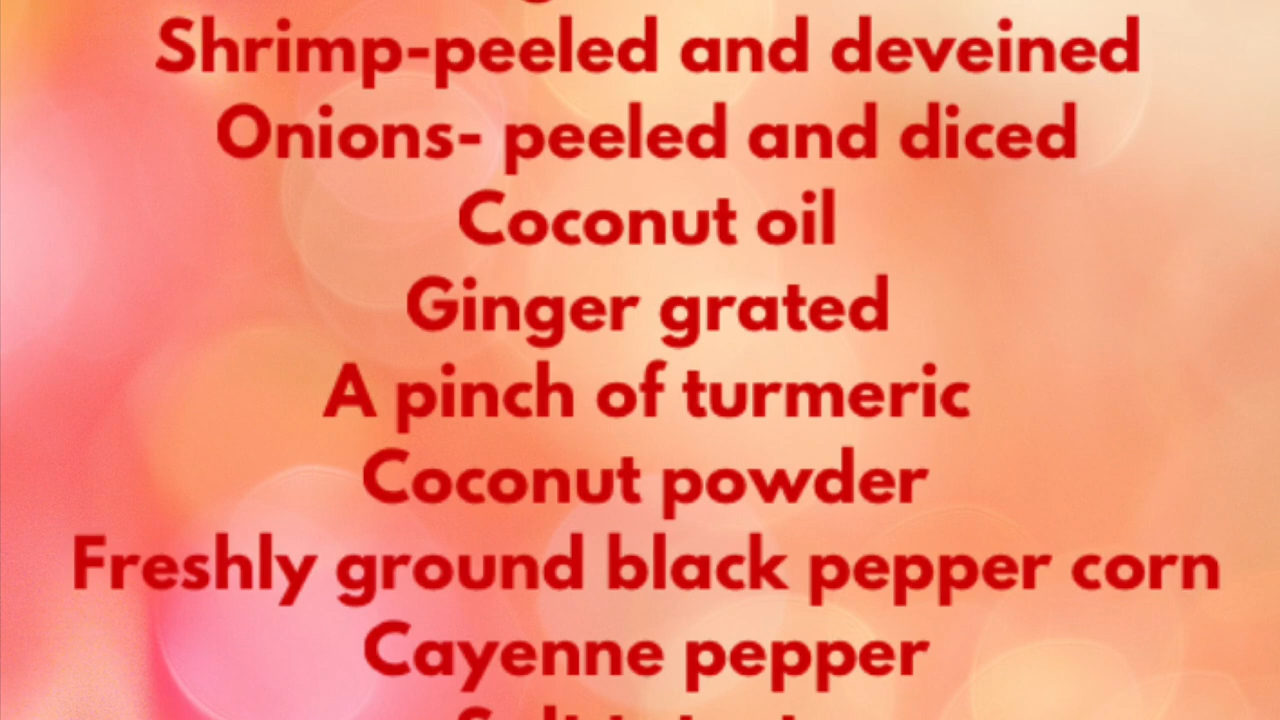 Shrimp-peeled and deveined
Onions- peeled and diced
Coconut oil
Ginger grated
A pinch of turmeric
Coconut powder
Freshly ground black pepper corn
Cayenne pepper